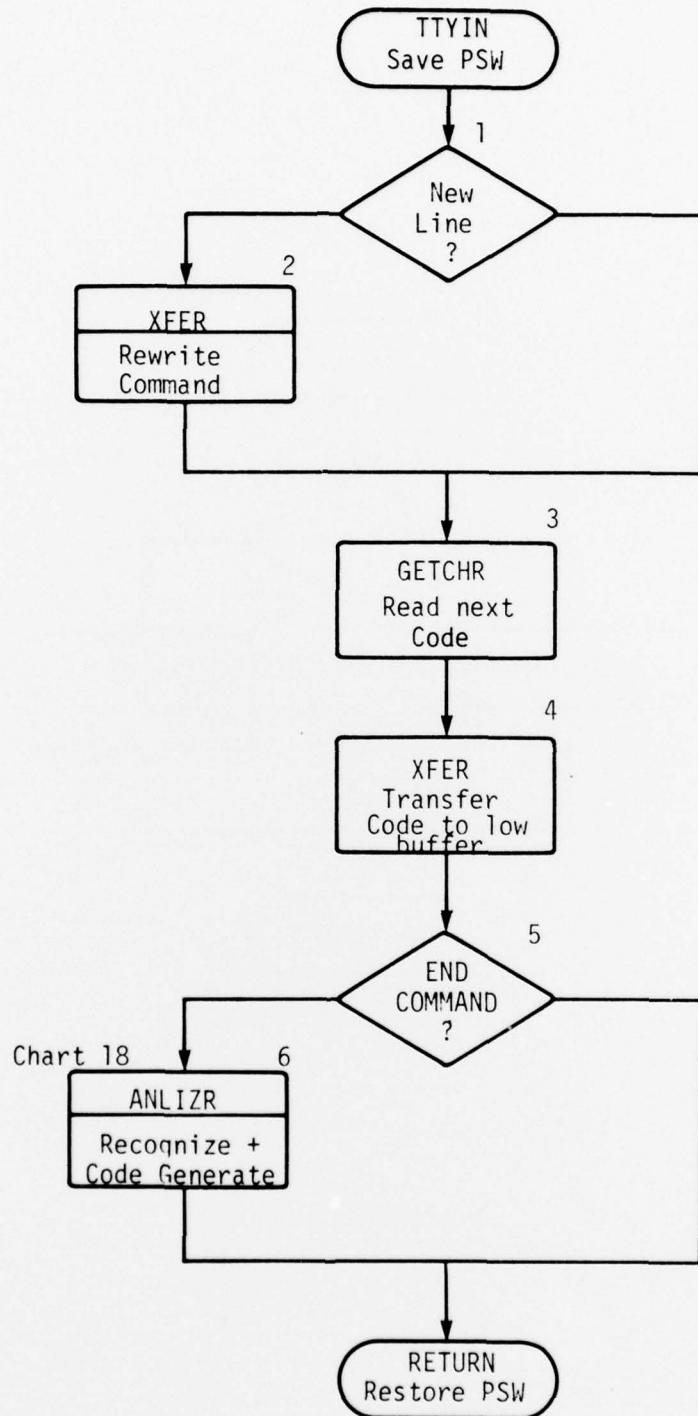 TTYIN
Save PSW
1
New
Line
?
2
XFER
Rewrite
Command
3
GETCHR
Read next
Code
4
XFER
Transfer
Code to low
buffer
5
END
COMMAND
?
Chart 18
6
ANLIZR
Recognize +
Code Generate
RETURN
Restore PSW